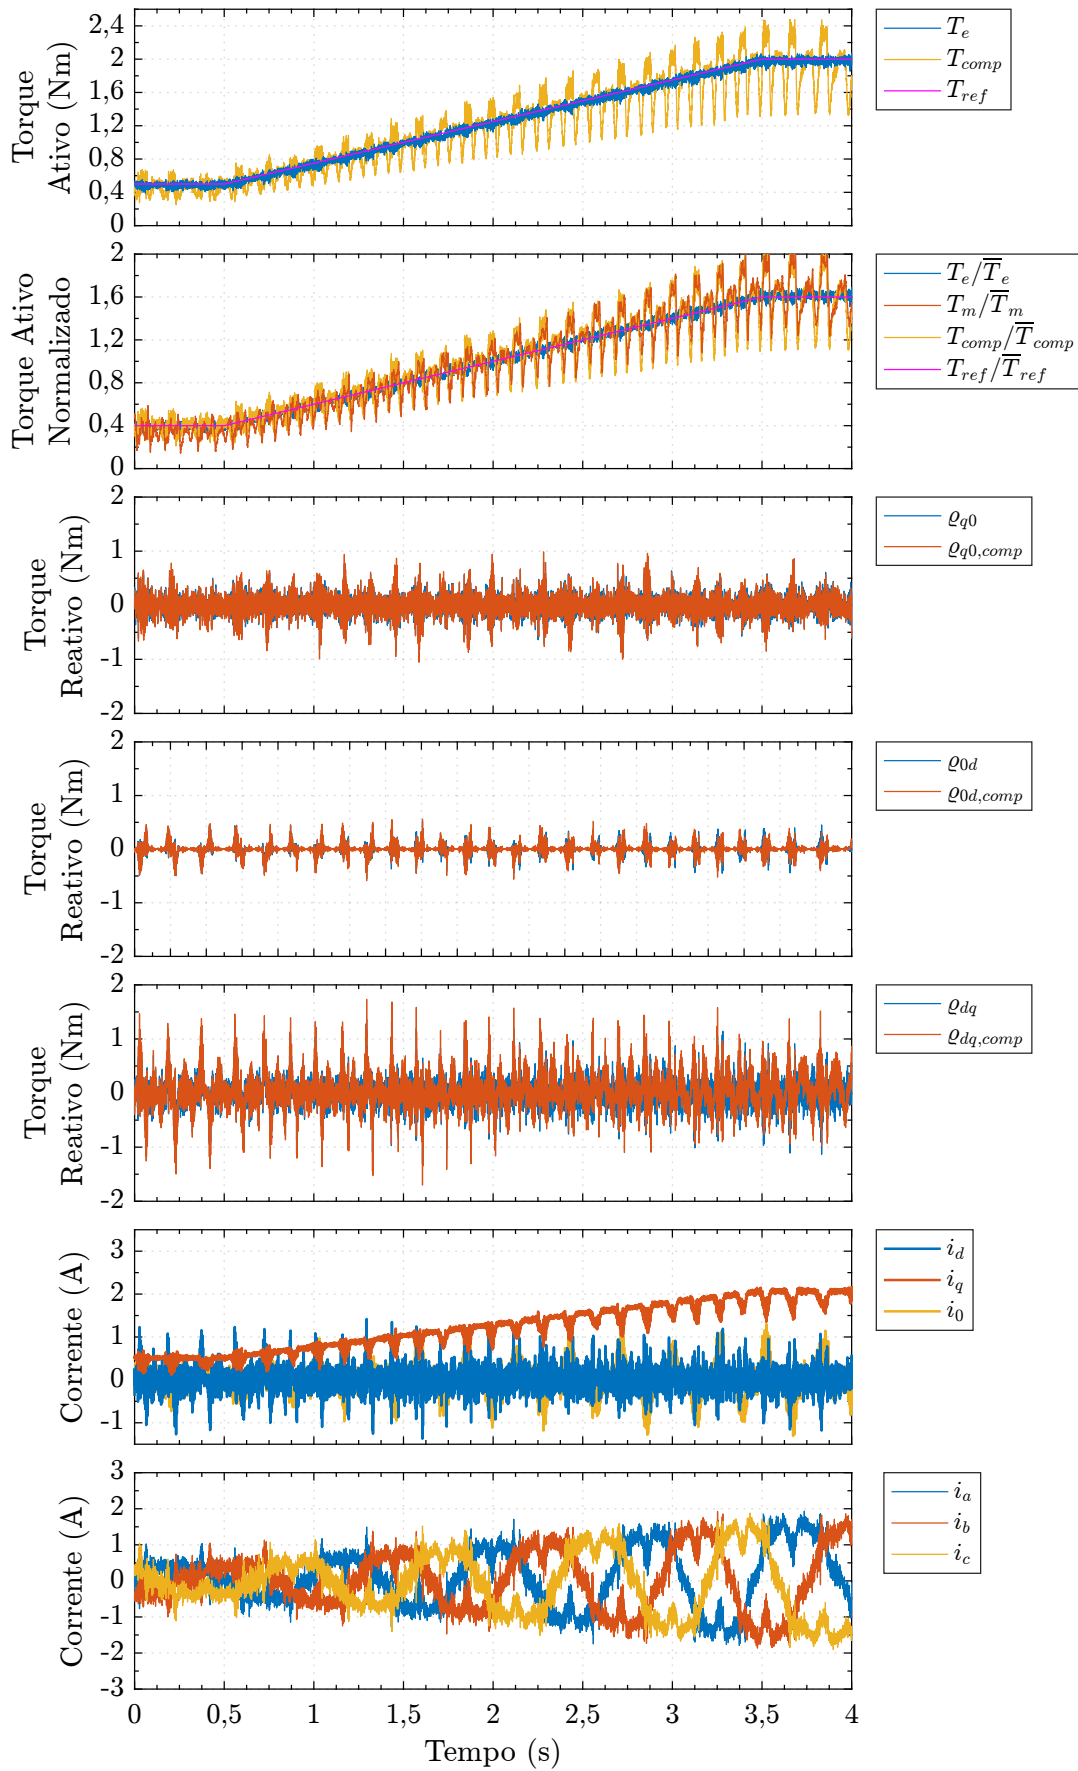 Torque
Ativo (Nm)
2,4
2
1,6
1,2
0,8
0,4
0
T_e
T_comp
T_ref
Torque Ativo
Normalizado
2
1,6
1,2
0,8
0,4
0
T_e/T̅_e
T_m/T̅_m
T_comp/T̅_comp
T_ref/T̅_ref
Torque
Reativo (Nm)
2
1
0
-1
-2
ϱ_q0
ϱ_q0,comp
Torque
Reativo (Nm)
2
1
0
-1
-2
ϱ_0d
ϱ_0d,comp
Torque
Reativo (Nm)
2
1
0
-1
-2
ϱ_dq
ϱ_dq,comp
Corrente (A)
3
2
1
0
-1
i_d
i_q
i_0
Corrente (A)
3
2
1
0
-1
-2
-3
i_a
i_b
i_c
0 0,5 1 1,5 2 2,5 3 3,5 4
Tempo (s)